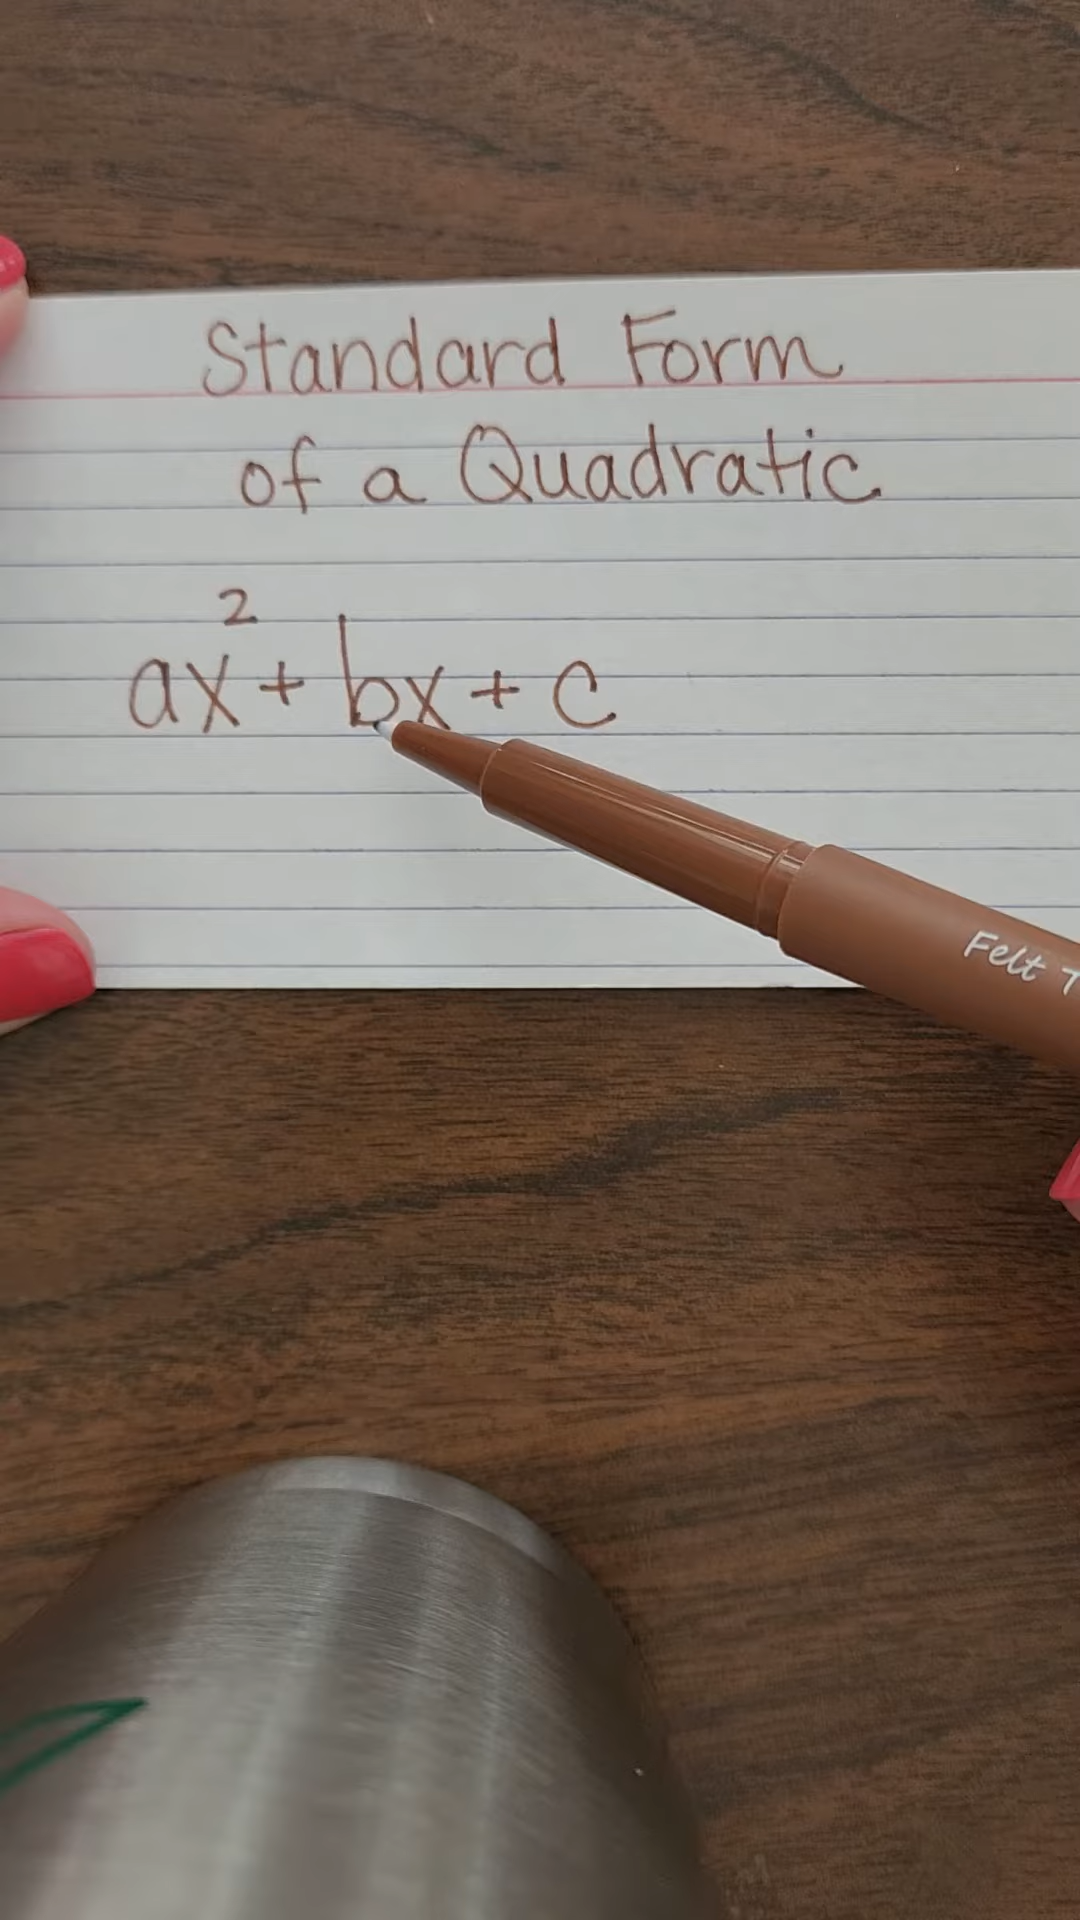 Standard Form
of a Quadratic
ax² + bx + c
Felt